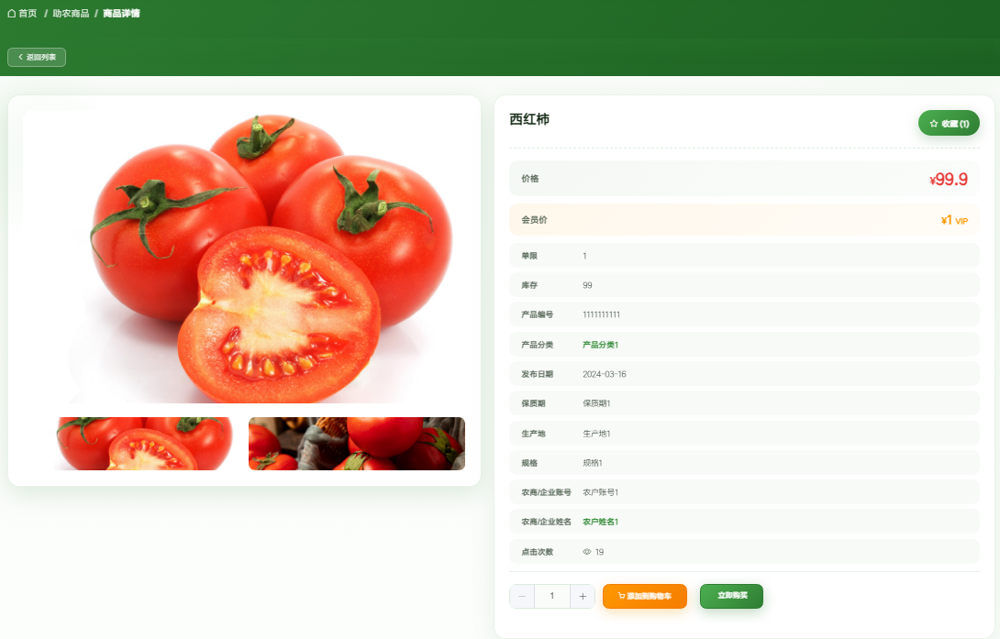 首页 / 助农商品 / 商品详情
返回列表
西红柿
收藏(1)
价格 ¥99.9
会员价 ¥1 VIP
单限 1
库存 99
产品编号 1111111111
产品分类 产品分类1
发布日期 2024-03-16
保质期 保质期1
生产地 生产地1
规格 规格1
农商/企业账号 农户账号1
农商/企业姓名 农户姓名1
点击次数 19
− 1 + 添加到购物车 立即购买